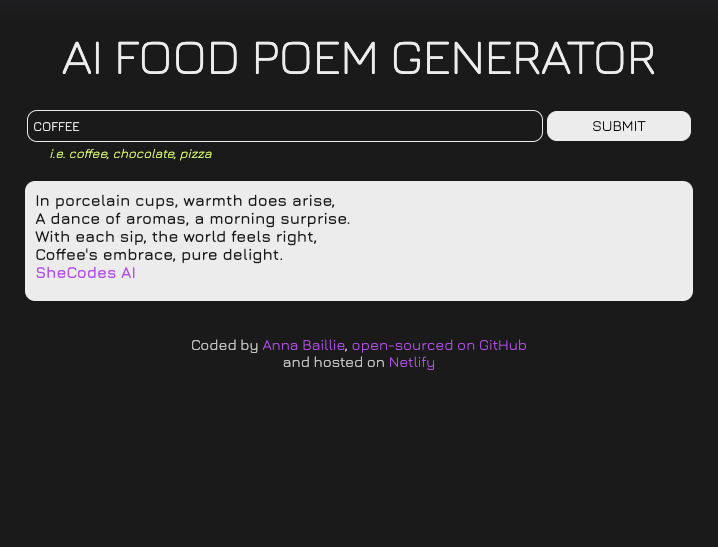 AI FOOD POEM GENERATOR
COFFEE
SUBMIT
i.e. coffee, chocolate, pizza
In porcelain cups, warmth does arise,
A dance of aromas, a morning surprise.
With each sip, the world feels right,
Coffee's embrace, pure delight.
SheCodes AI
Coded by Anna Baillie, open-sourced on GitHub
and hosted on Netlify